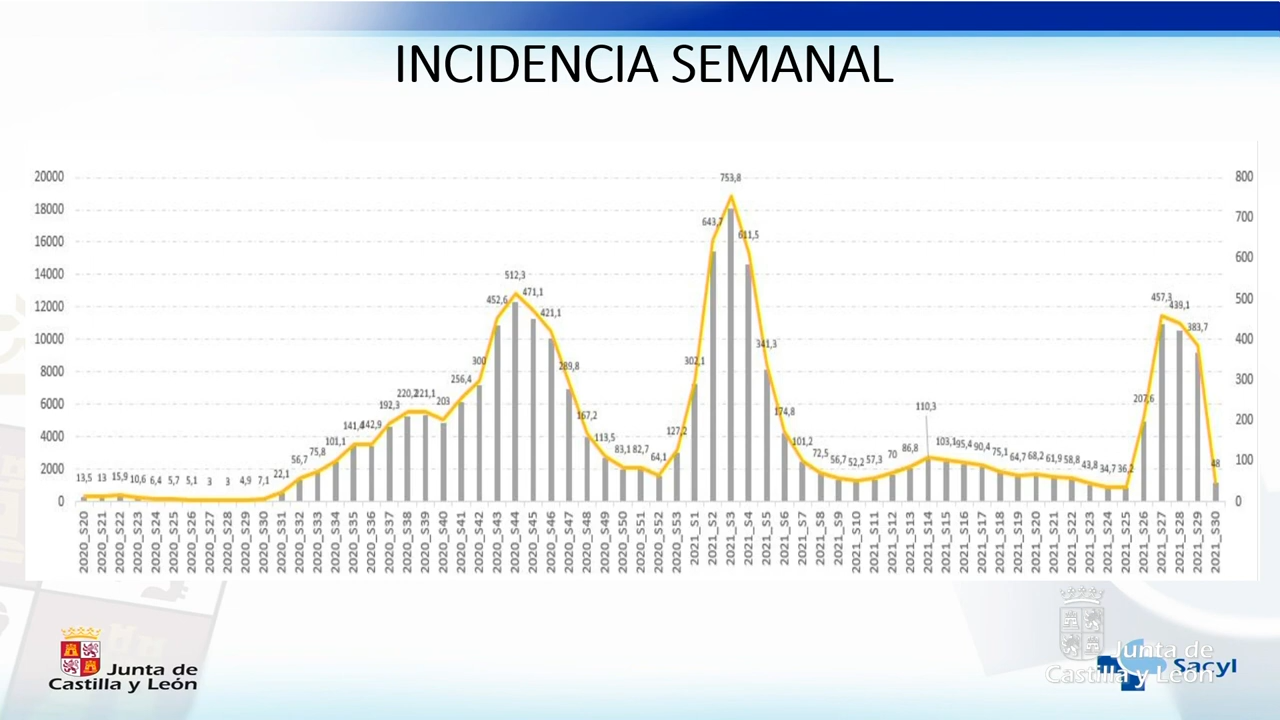 INCIDENCIA SEMANAL
20000
18000
16000
14000
12000
10000
8000
6000
4000
2000
0
800
700
600
500
400
300
200
100
0
13,5 13 15,9 10,6 6,4 5,7 5,1 3 3 4,9 7,1 22,1 56,7 75,8 101,1 141,4 142,9 192,3 220,2 221,1 203 256,4 300 452,6 512,3 471,1 421,1 289,8 167,2 113,5 83,1 82,7 64,1 127,2 302,1 643,7 753,8 611,5 341,3 174,8 101,2 72,5 56,7 52,2 57,3 70 86,8 110,3 103,1 95,4 90,4 75,1 64,7 68,2 61,9 58,8 43,8 34,7 36,2 207,6 457,3 439,1 383,7 48
2020_S20
2020_S21
2020_S22
2020_S23
2020_S24
2020_S25
2020_S26
2020_S27
2020_S28
2020_S29
2020_S30
2020_S31
2020_S32
2020_S33
2020_S34
2020_S35
2020_S36
2020_S37
2020_S38
2020_S39
2020_S40
2020_S41
2020_S42
2020_S43
2020_S44
2020_S45
2020_S46
2020_S47
2020_S48
2020_S49
2020_S50
2020_S51
2020_S52
2020_S53
2021_S1
2021_S2
2021_S3
2021_S4
2021_S5
2021_S6
2021_S7
2021_S8
2021_S9
2021_S10
2021_S11
2021_S12
2021_S13
2021_S14
2021_S15
2021_S16
2021_S17
2021_S18
2021_S19
2021_S20
2021_S21
2021_S22
2021_S23
2021_S24
2021_S25
2021_S26
2021_S27
2021_S28
2021_S29
2021_S30
Junta de
Castilla y León
Junta de
Castilla y León
Sacyl